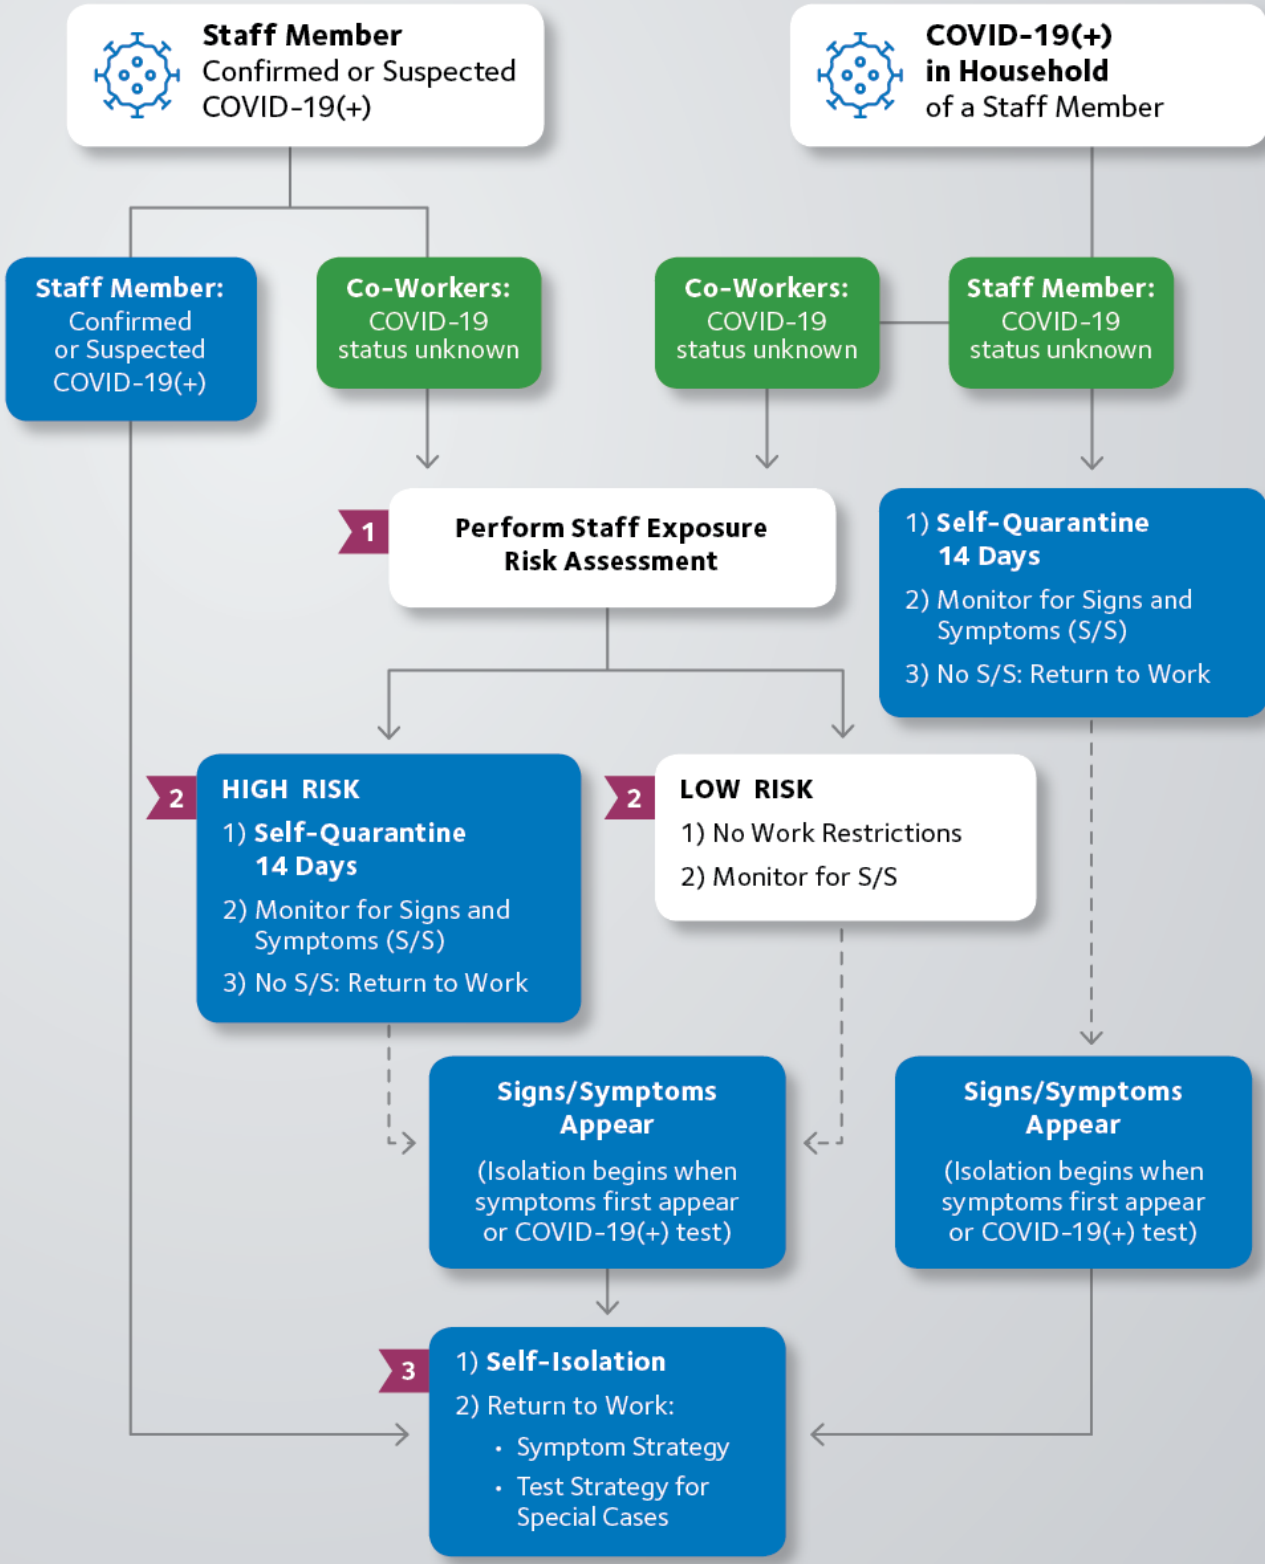 Staff Member
Confirmed or Suspected
COVID-19(+)
COVID-19(+)
in Household
of a Staff Member
Staff Member:
Confirmed
or Suspected
COVID-19(+)
Co-Workers:
COVID-19
status unknown
Co-Workers:
COVID-19
status unknown
Staff Member:
COVID-19
status unknown
1
Perform Staff Exposure
Risk Assessment
1) Self-Quarantine
14 Days
2) Monitor for Signs and
Symptoms (S/S)
3) No S/S: Return to Work
2
HIGH RISK
1) Self-Quarantine
14 Days
2) Monitor for Signs and
Symptoms (S/S)
3) No S/S: Return to Work
2
LOW RISK
1) No Work Restrictions
2) Monitor for S/S
Signs/Symptoms
Appear
(Isolation begins when
symptoms first appear
or COVID-19(+) test)
Signs/Symptoms
Appear
(Isolation begins when
symptoms first appear
or COVID-19(+) test)
3
1) Self-Isolation
2) Return to Work:
• Symptom Strategy
• Test Strategy for
Special Cases